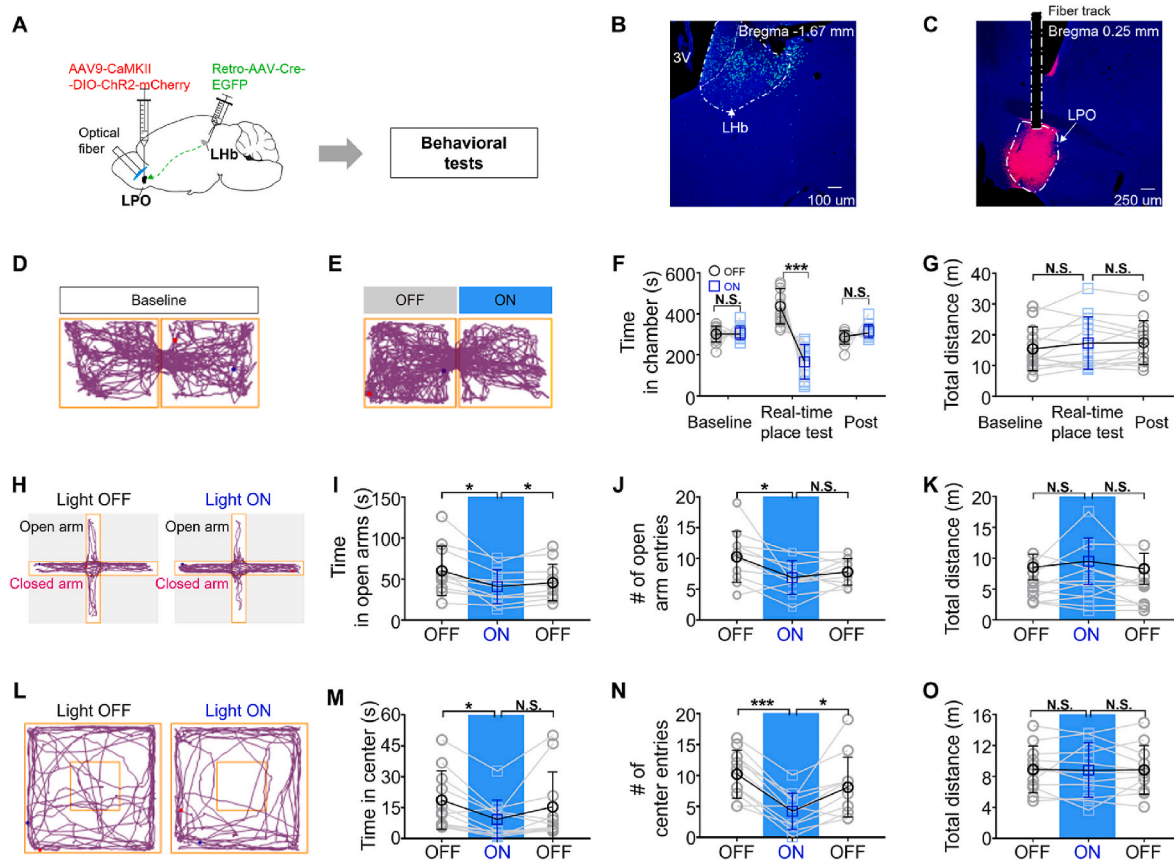 A
AAV9-CaMKII
-DIO-ChR2-mCherry
Retro-AAV-Cre-
EGFP
Optical
fiber
LHb
LPO
Behavioral
tests
B
Bregma -1.67 mm
3V
LHb
100 um
C
Fiber track
Bregma 0.25 mm
LPO
250 um
D
Baseline
E
OFF
ON
F
Time
in chamber (s)
600
400
200
0
OFF
ON
N.S.
***
N.S.
Baseline
Real-time
place test
Post
G
Total distance (m)
40
30
20
10
0
N.S.
N.S.
Baseline
Real-time
place test
Post
H
Light OFF
Light ON
Open arm
Open arm
Closed arm
Closed arm
I
Time
in open arms (s)
150
100
50
0
*
*
OFF
ON
OFF
J
# of open
arm entries
20
15
10
5
0
*
N.S.
OFF
ON
OFF
K
Total distance (m)
20
15
10
5
0
N.S.
N.S.
OFF
ON
OFF
L
Light OFF
Light ON
M
Time in center (s)
60
45
30
15
0
*
N.S.
OFF
ON
OFF
N
# of
center entries
20
15
10
5
0
***
*
OFF
ON
OFF
O
Total distance (m)
16
12
8
4
0
N.S.
N.S.
OFF
ON
OFF